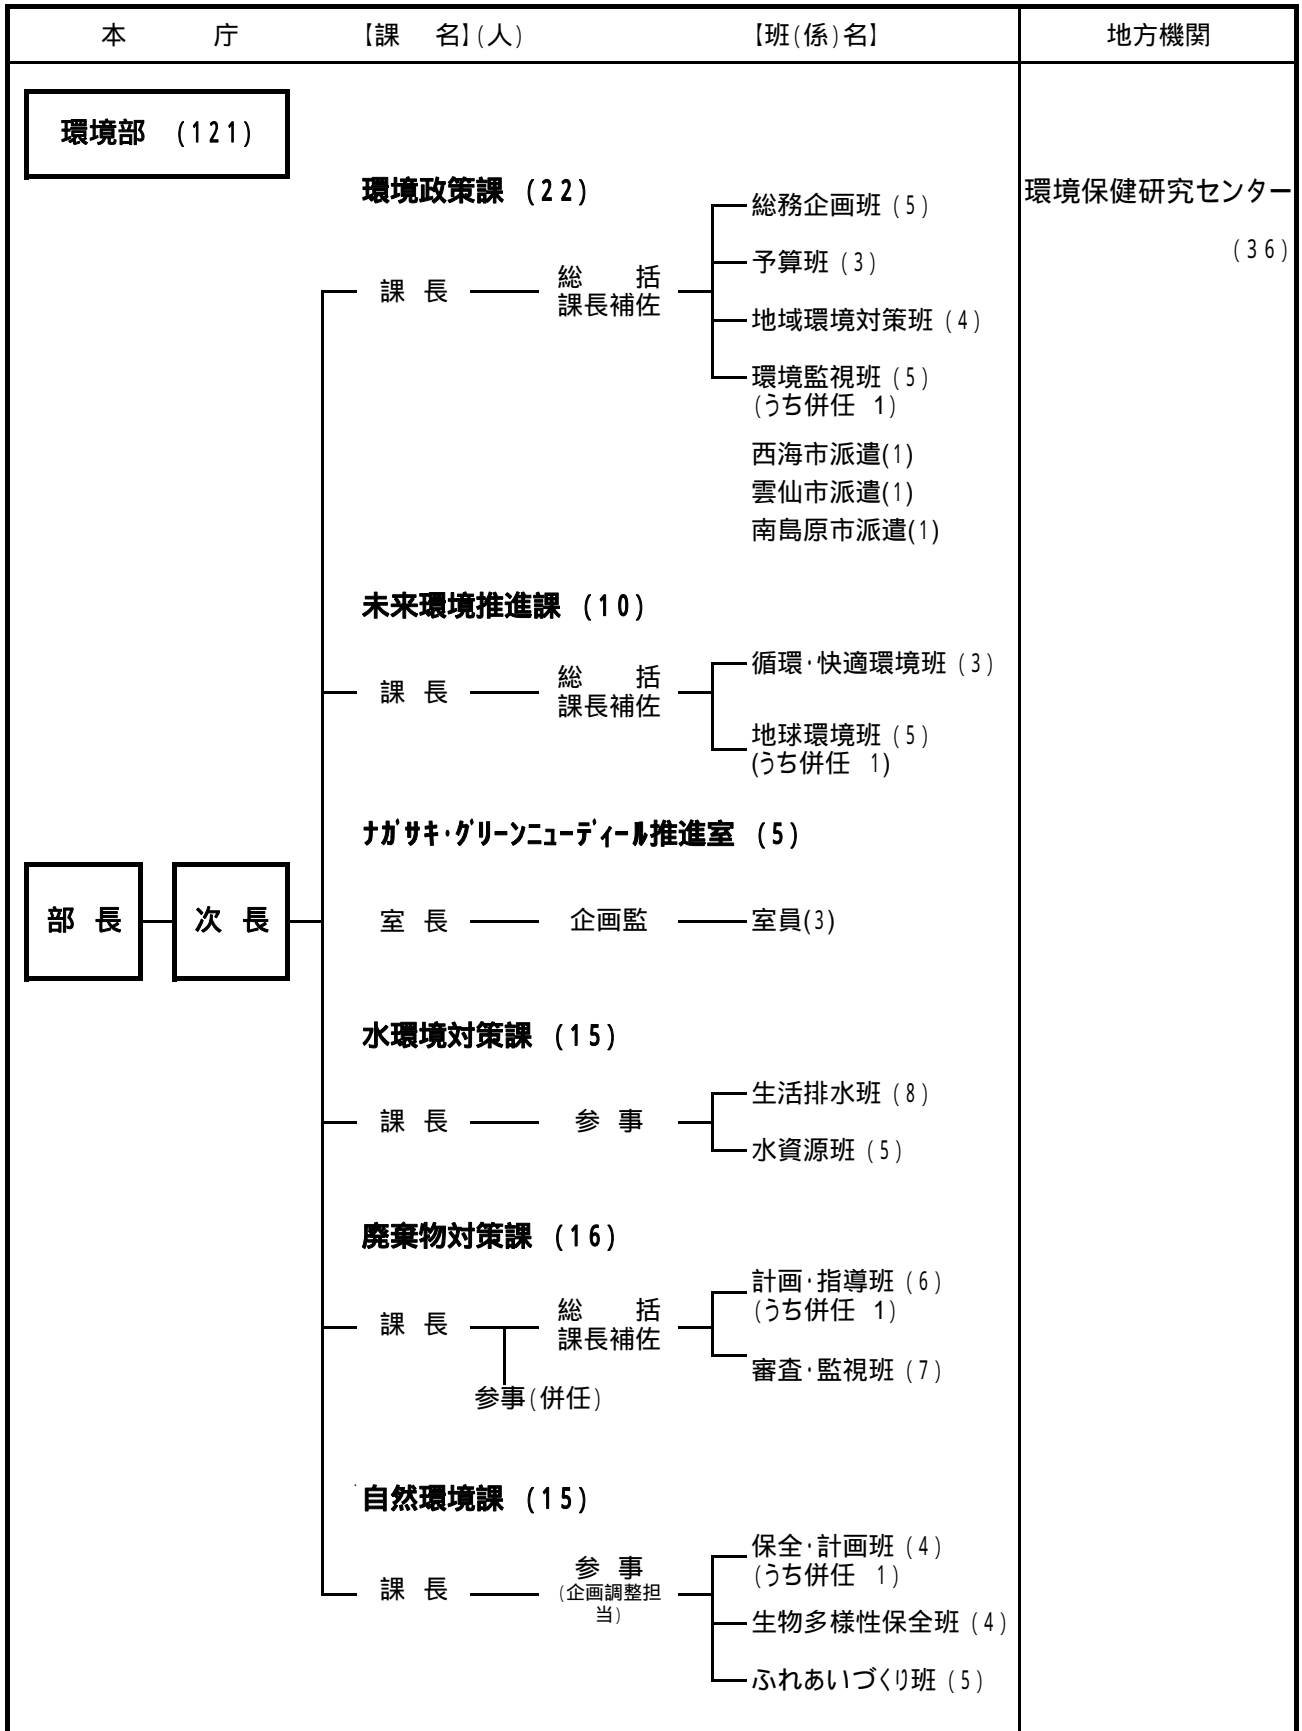 本 庁 【課 名】(人) 【班(係)名】 地方機関
環境部 (121)
環境政策課 (22)
総務企画班 (5)
予算班 (3)
課 長
総 括
課長補佐
地域環境対策班 (4)
環境監視班 (5)
(うち併任 1)
西海市派遣(1)
雲仙市派遣(1)
南島原市派遣(1)
環境保健研究センター
(36)
未来環境推進課 (10)
課 長
総 括
課長補佐
循環・快適環境班 (3)
地球環境班 (5)
(うち併任 1)
ナガサキ・グリーンニューディール推進室 (5)
部 長
次 長
室 長
企画監
室員(3)
水環境対策課 (15)
課 長
参 事
生活排水班 (8)
水資源班 (5)
廃棄物対策課 (16)
課 長
総 括
課長補佐
参事(併任)
計画・指導班 (6)
(うち併任 1)
審査・監視班 (7)
自然環境課 (15)
課 長
参 事
(企画調整担
当)
保全・計画班 (4)
(うち併任 1)
生物多様性保全班 (4)
ふれあいづくり班 (5)